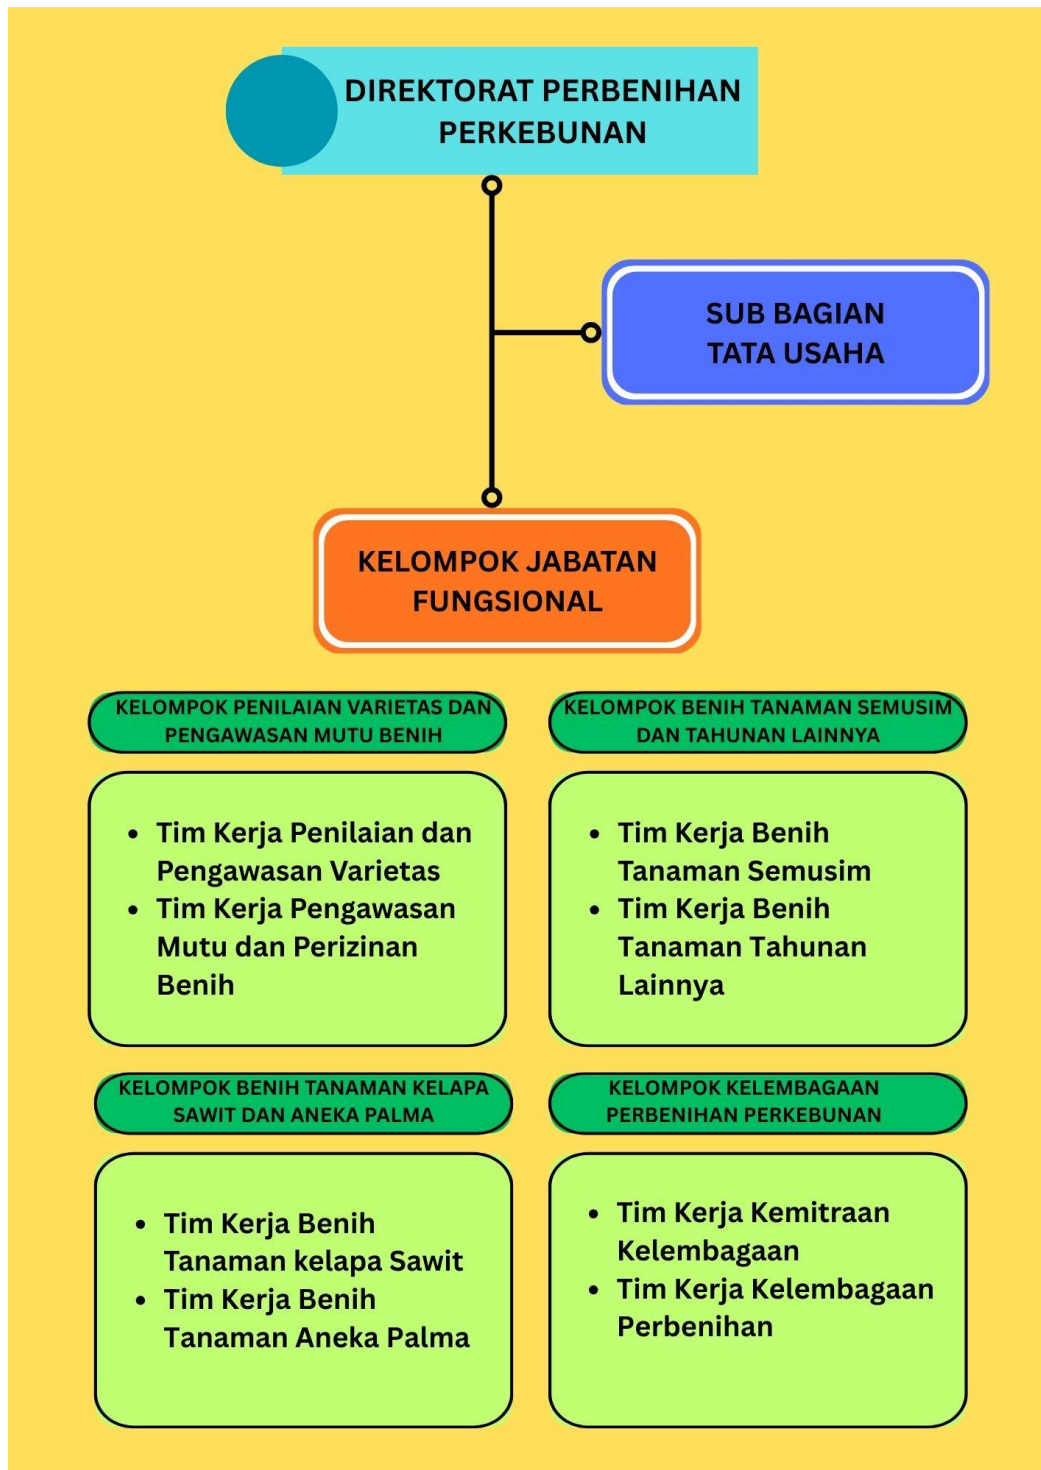 DIREKTORAT PERBENIHAN
PERKEBUNAN
SUB BAGIAN
TATA USAHA
KELOMPOK JABATAN
FUNGSIONAL
KELOMPOK PENILAIAN VARIETAS DAN
PENGAWASAN MUTU BENIH
• Tim Kerja Penilaian dan
Pengawasan Varietas
• Tim Kerja Pengawasan
Mutu dan Perizinan
Benih
KELOMPOK BENIH TANAMAN SEMUSIM
DAN TAHUNAN LAINNYA
• Tim Kerja Benih
Tanaman Semusim
• Tim Kerja Benih
Tanaman Tahunan
Lainnya
KELOMPOK BENIH TANAMAN KELAPA
SAWIT DAN ANEKA PALMA
• Tim Kerja Benih
Tanaman kelapa Sawit
• Tim Kerja Benih
Tanaman Aneka Palma
KELOMPOK KELEMBAGAAN
PERBENIHAN PERKEBUNAN
• Tim Kerja Kemitraan
Kelembagaan
• Tim Kerja Kelembagaan
Perbenihan